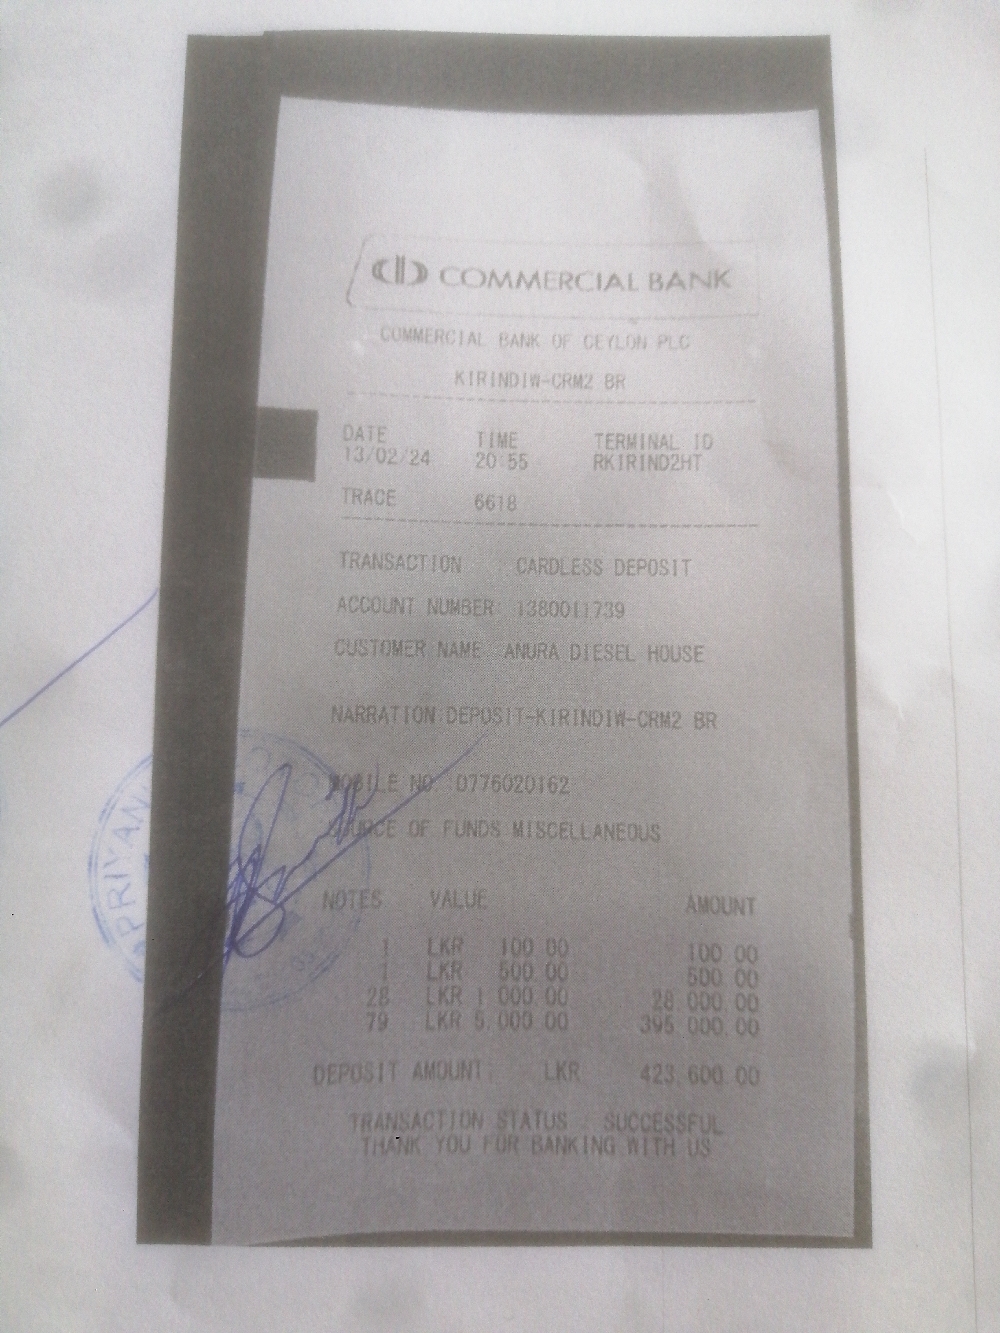 COMMERCIAL BANK
COMMERCIAL BANK OF CEYLON PLC
KIRINDIW-CRM2 BR
DATE TIME TERMINAL ID
13/02/24 20:55 RKIRIND2HT
TRACE 6618
TRANSACTION CARDLESS DEPOSIT
ACCOUNT NUMBER 1380011739
CUSTOMER NAME ANURA DIESEL HOUSE
NARRATION DEPOSIT-KIRINDIW-CRM2 BR
MOBILE NO 0776020162
SOURCE OF FUNDS MISCELLANEOUS
PRIYAN
NOTES VALUE AMOUNT
1 LKR 100.00 100.00
1 LKR 500.00 500.00
28 LKR 1,000.00 28,000.00
79 LKR 5,000.00 395,000.00
DEPOSIT AMOUNT: LKR 423,600.00
TRANSACTION STATUS : SUCCESSFUL
THANK YOU FOR BANKING WITH US